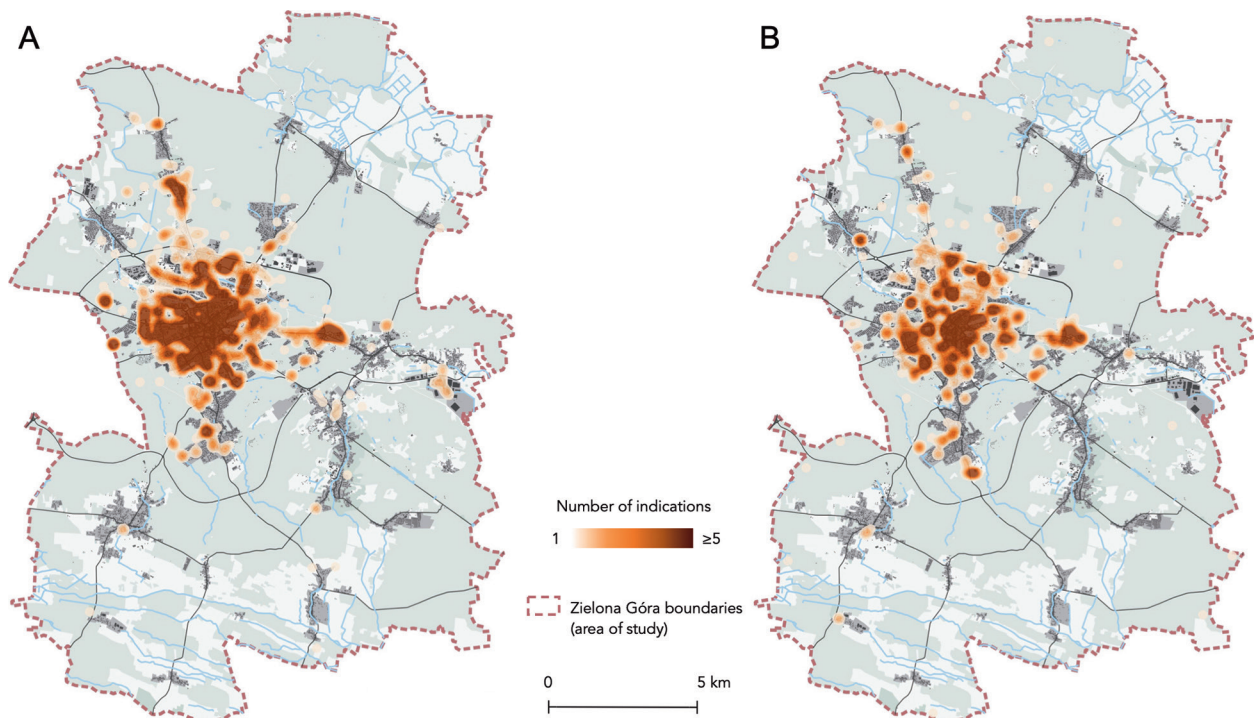 A
B
Number of indications
1 ≥5
Zielona Góra boundaries
(area of study)
0 5 km